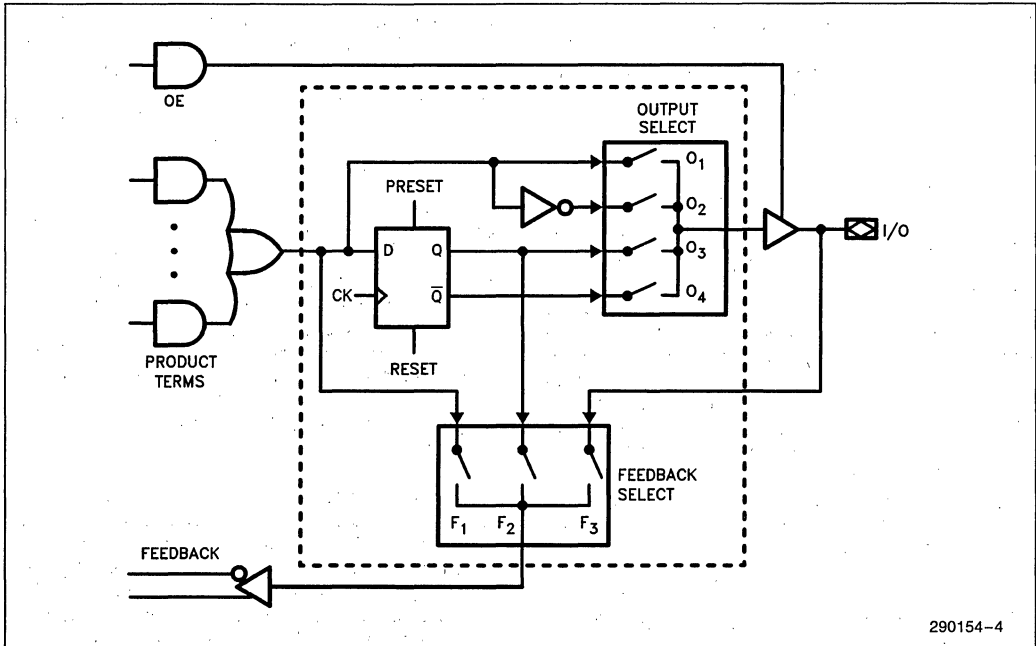 OE
OUTPUT
SELECT
O1
PRESET
O2
I/O
D Q
O3
CK
Q̅
O4
PRODUCT
TERMS
RESET
FEEDBACK
SELECT
F1 F2 F3
FEEDBACK
290154-4